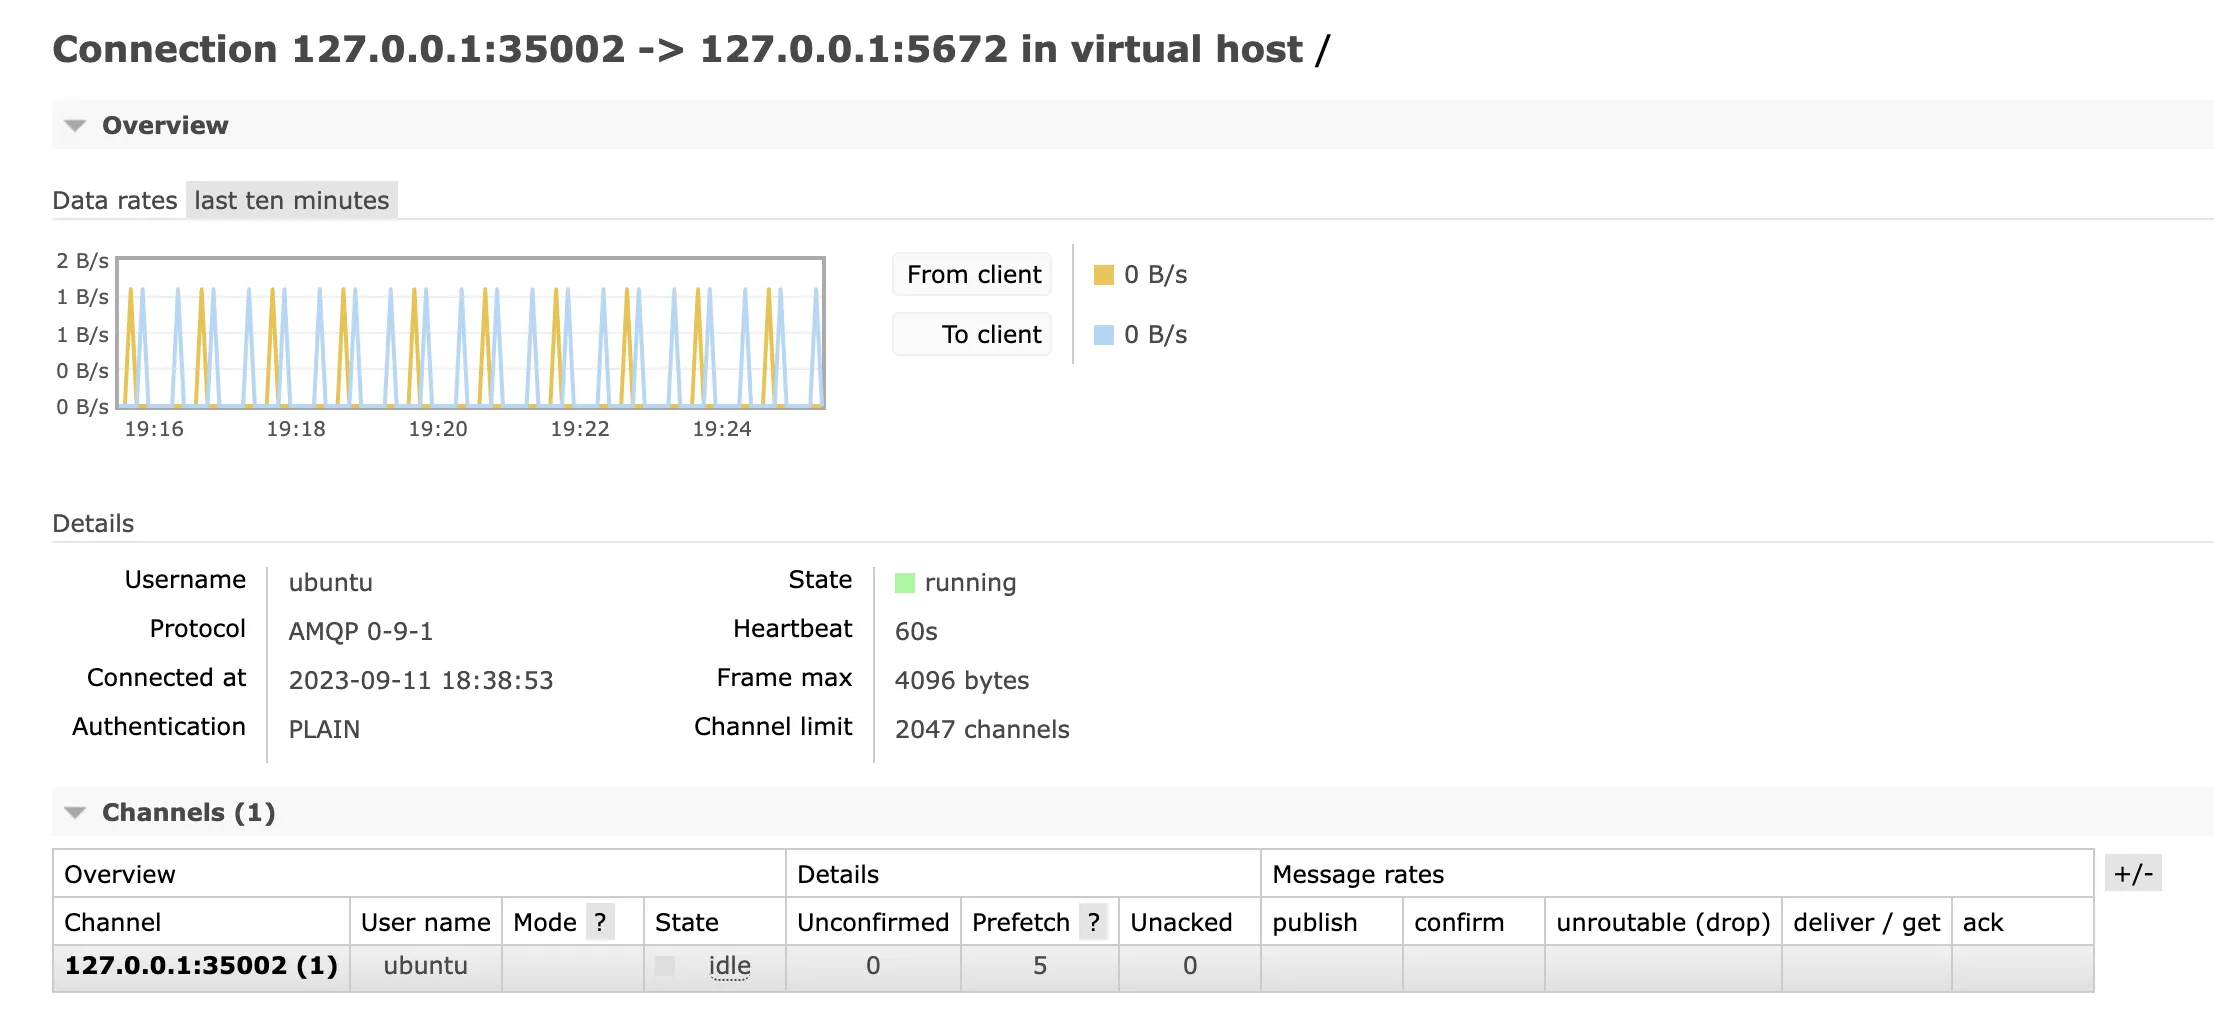 Connection 127.0.0.1:35002 -> 127.0.0.1:5672 in virtual host /
Overview
Data rates last ten minutes
2 B/s
1 B/s
1 B/s
0 B/s
0 B/s
19:16 19:18 19:20 19:22 19:24
From client 0 B/s
To client 0 B/s
Details
Username ubuntu State running
Protocol AMQP 0-9-1 Heartbeat 60s
Connected at 2023-09-11 18:38:53 Frame max 4096 bytes
Authentication PLAIN Channel limit 2047 channels
Channels (1)
Overview Details Message rates +/-
Channel User name Mode ? State Unconfirmed Prefetch ? Unacked publish confirm unroutable (drop) deliver / get ack
127.0.0.1:35002 (1) ubuntu idle 0 5 0